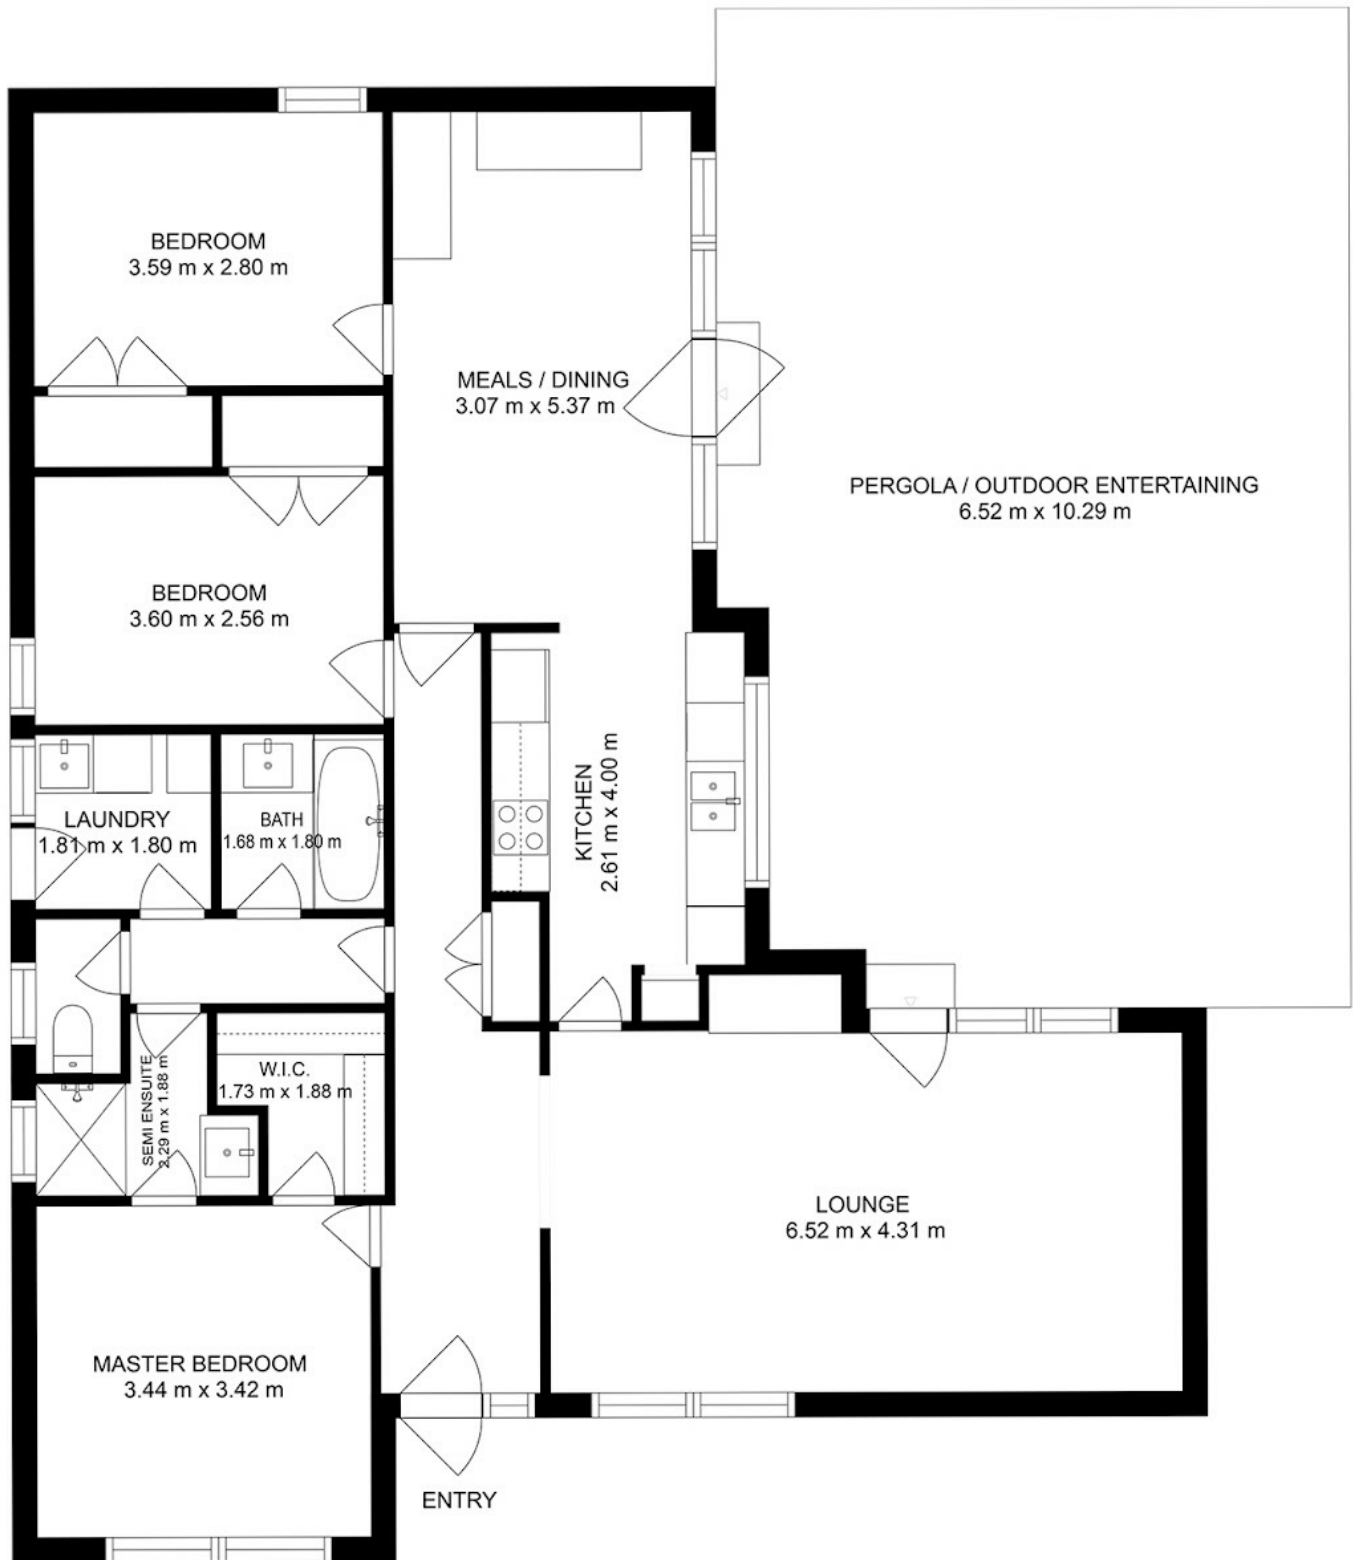 BEDROOM
3.59 m x 2.80 m
MEALS / DINING
3.07 m x 5.37 m
PERGOLA / OUTDOOR ENTERTAINING
6.52 m x 10.29 m
BEDROOM
3.60 m x 2.56 m
LAUNDRY
1.81 m x 1.80 m
BATH
1.68 m x 1.80 m
KITCHEN
2.61 m x 4.00 m
SEMI ENSUITE
2.29 m x 1.88 m
W.I.C.
1.73 m x 1.88 m
LOUNGE
6.52 m x 4.31 m
MASTER BEDROOM
3.44 m x 3.42 m
ENTRY